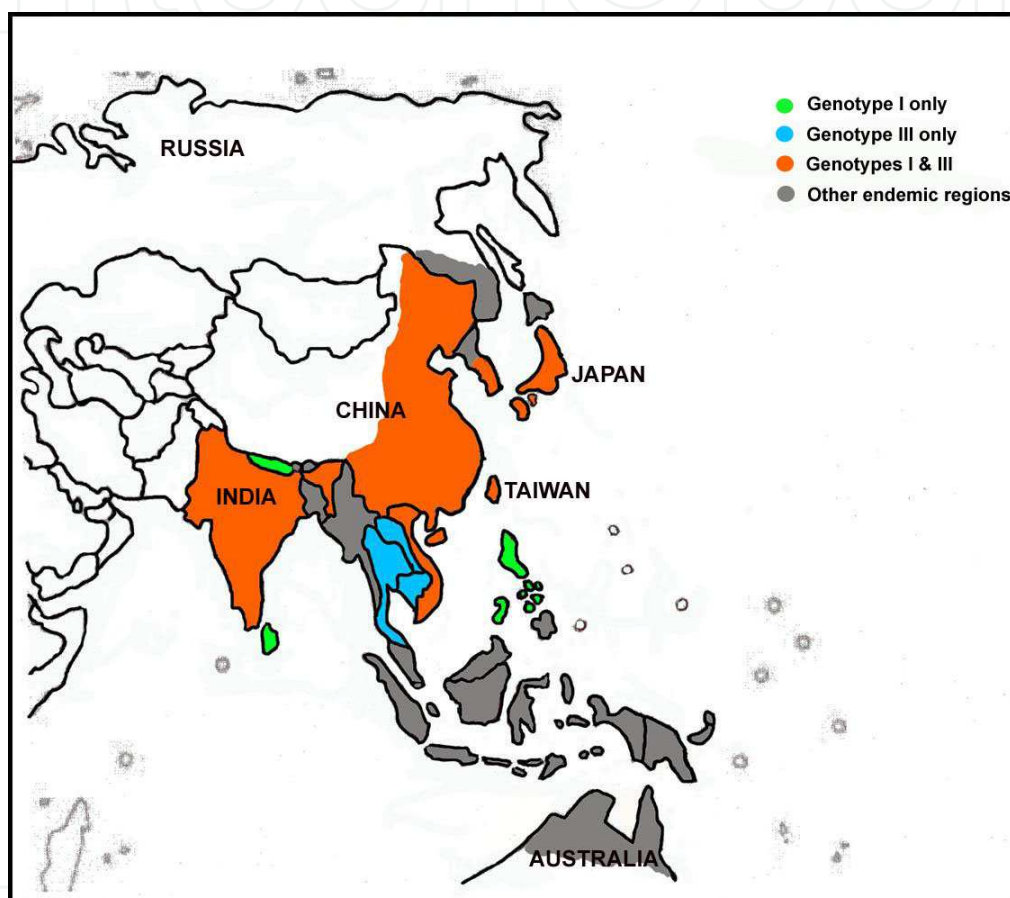 Genotype I only
Genotype III only
Genotypes I & III
Other endemic regions
RUSSIA
JAPAN
CHINA
INDIA
TAIWAN
AUSTRALIA